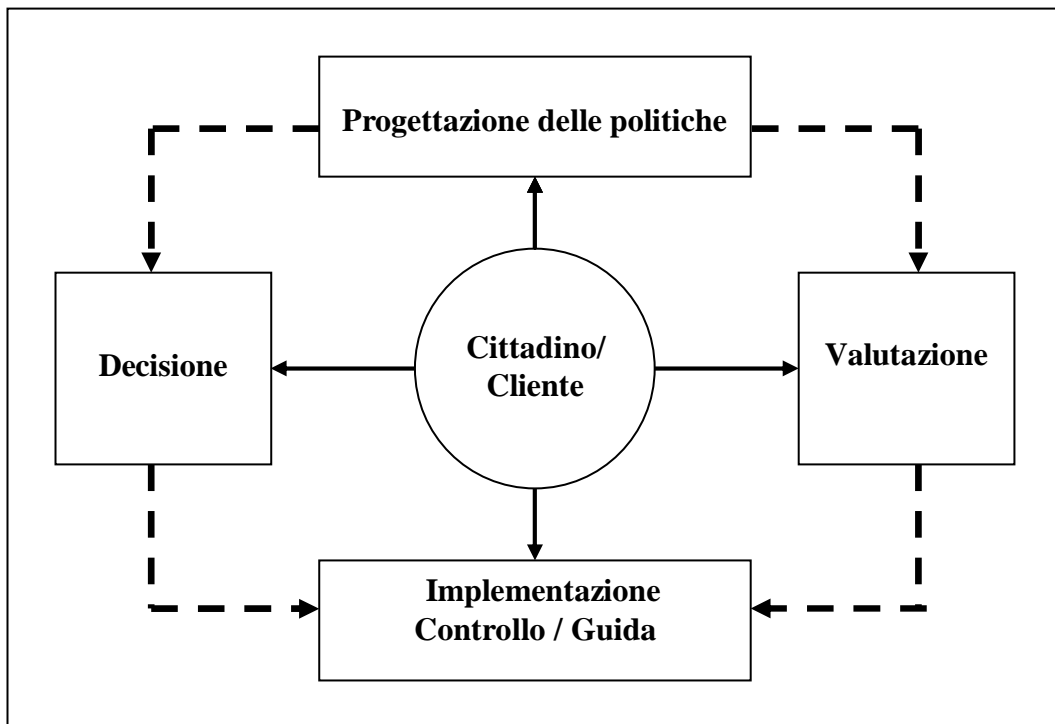 Progettazione delle politiche
Decisione
Cittadino/
Cliente
Valutazione
Implementazione
Controllo / Guida